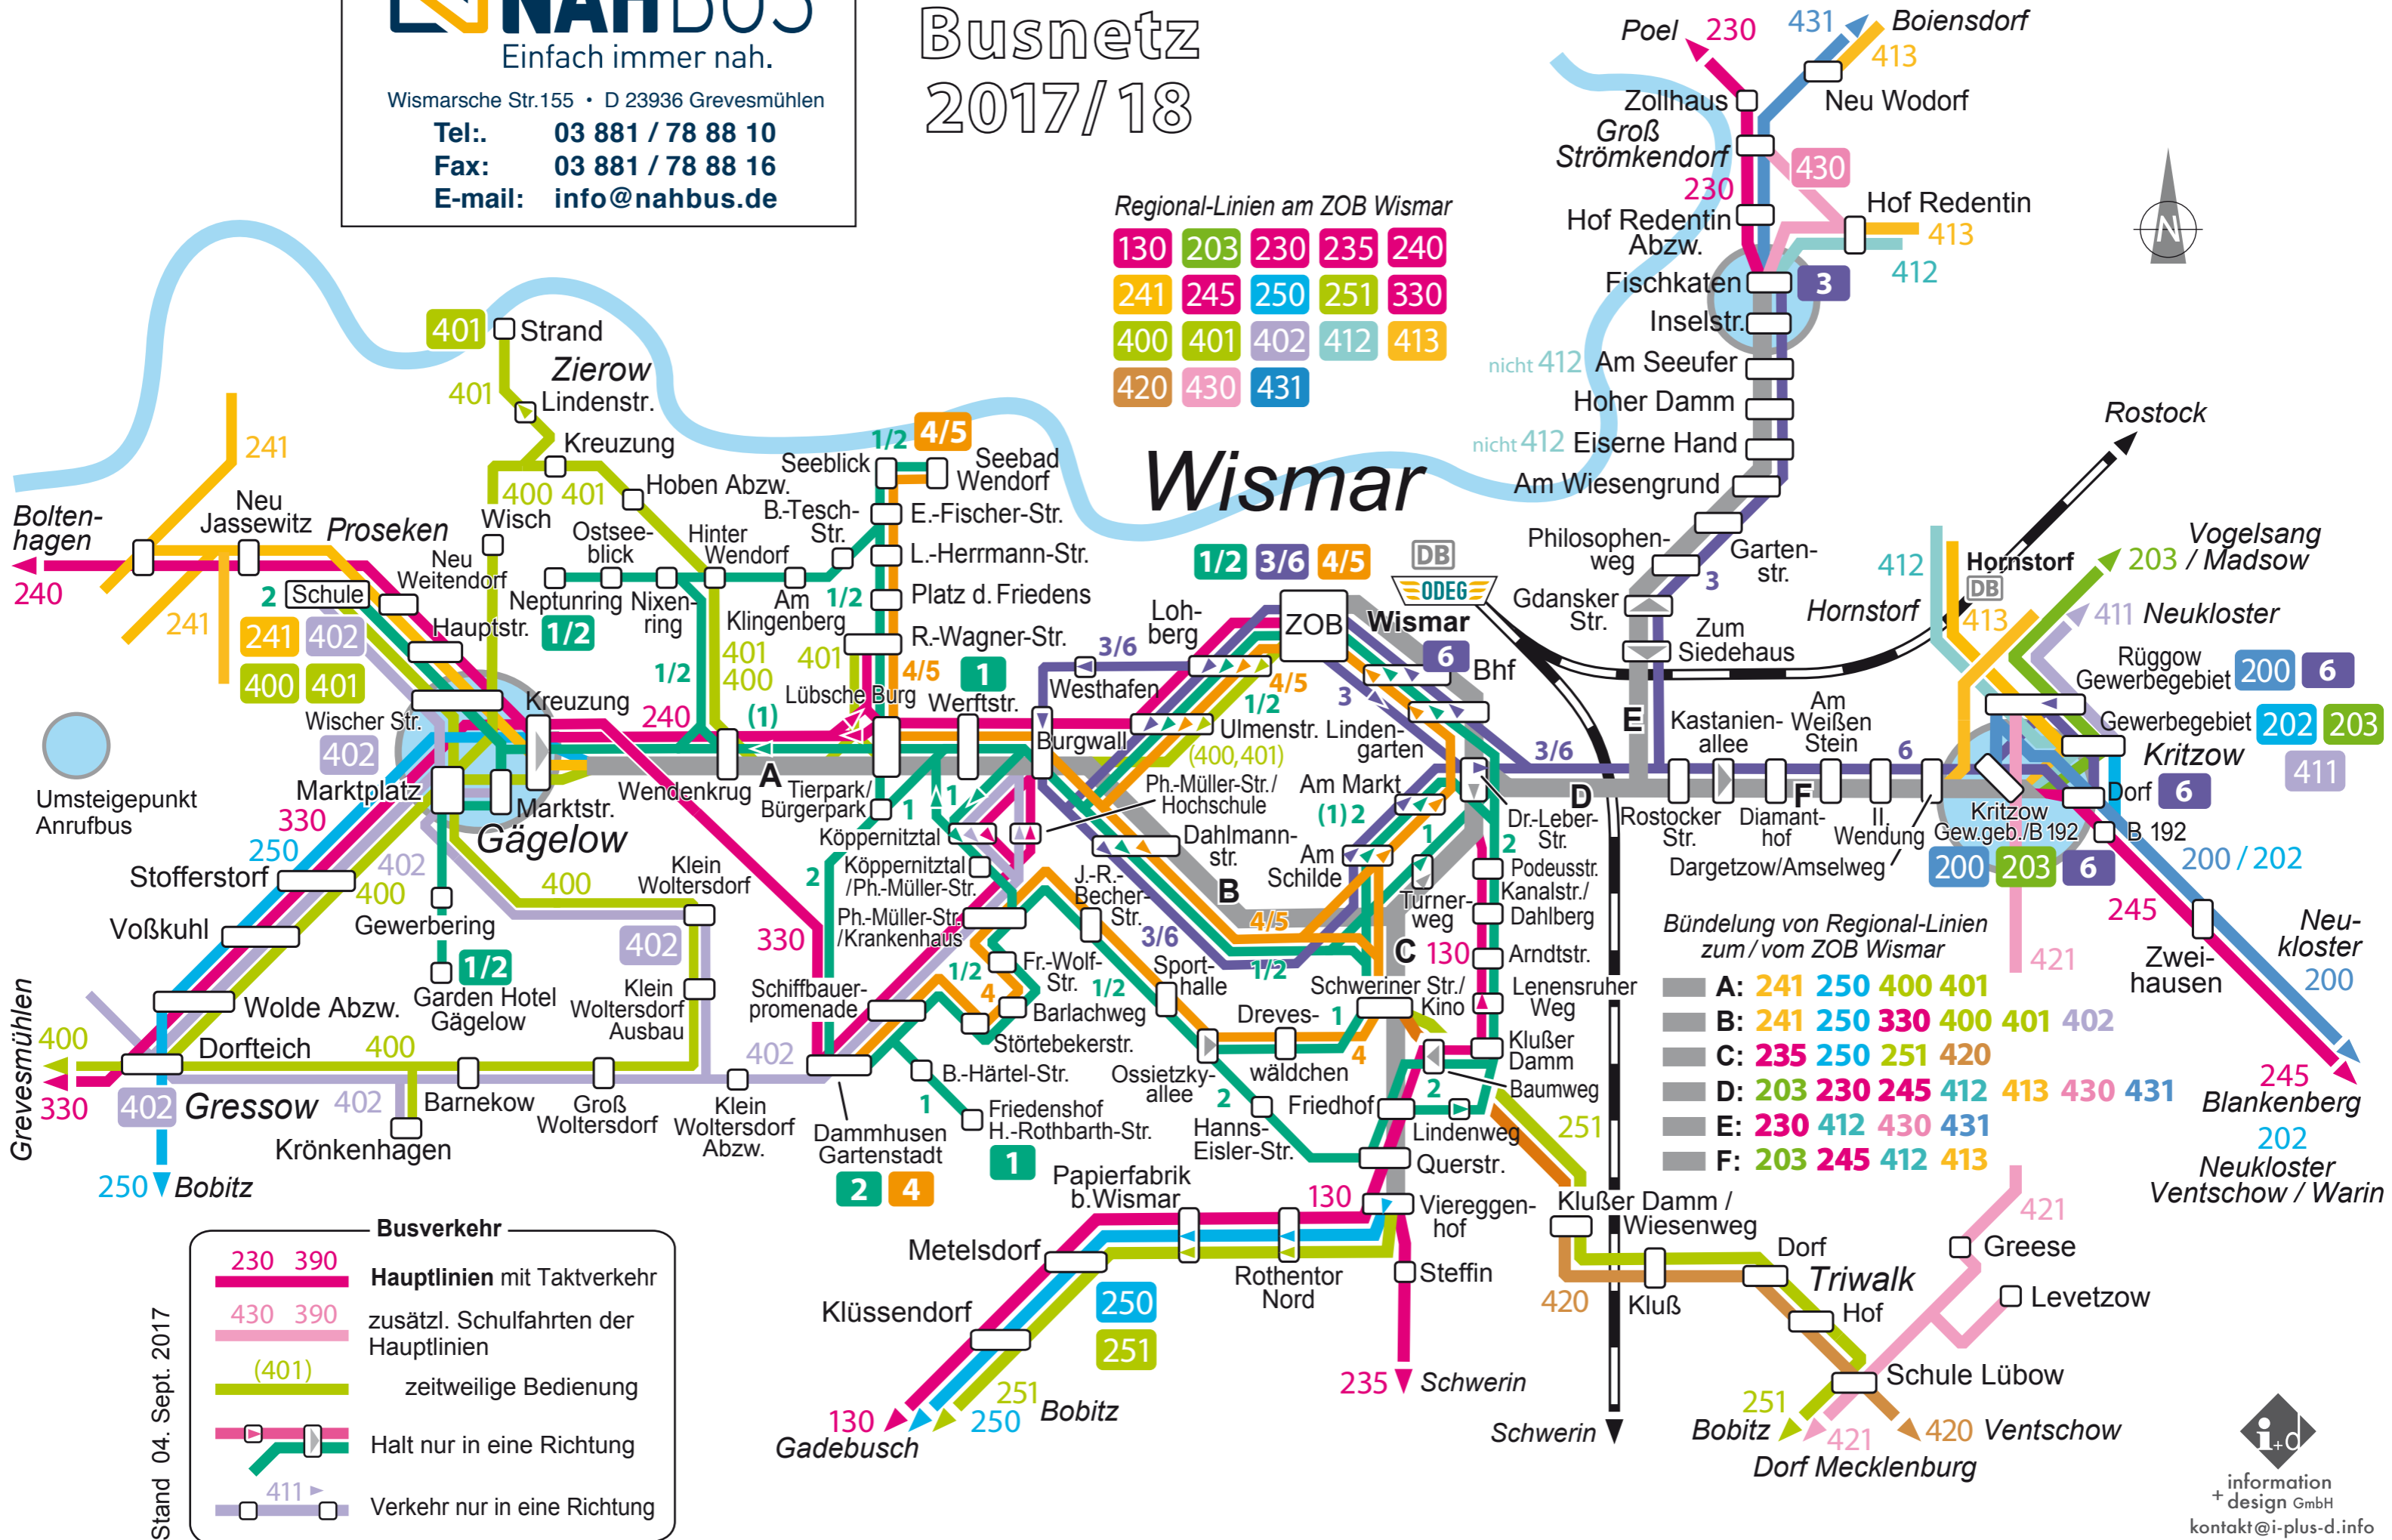 NAHBUS
Einfach immer nah.
Wismarsche Str.155 • D 23936 Grevesmühlen
Tel:. 03 881 / 78 88 10
Fax: 03 881 / 78 88 16
E-mail: info@nahbus.de
Busnetz
2017/18
Regional-Linien am ZOB Wismar
130 203 230 235 240
241 245 250 251 330
400 401 402 412 413
420 430 431
Poel
230
431
Boiensdorf
413
Zollhaus
Neu Wodorf
Groß
Strömkendorf
430
230
Hof Redentin
Abzw.
Hof Redentin
413
412
Fischkaten
3
Inselstr.
nicht 412 Am Seeufer
Hoher Damm
nicht 412 Eiserne Hand
Am Wiesengrund
Philosophen-
weg
Garten-
str.
3
Gdansker
Str.
Zum
Siedehaus
N
Rostock
401
Strand
Zierow
401
Lindenstr.
Kreuzung
400 401
Hoben Abzw.
241
Bolten-
hagen
240
Neu
Jassewitz
Proseken
241
2
Schule
241 402
400 401
Hauptstr.
Neu
Weitendorf
Wisch
Ostsee-
blick
Hinter
Wendorf
B.-Tesch-
Str.
Neptunring
1/2
Nixen-
ring
Am
Klingenberg
1/2
1/2
401
400
1/2
4/5
Seeblick
Seebad
Wendorf
E.-Fischer-Str.
L.-Herrmann-Str.
Platz d. Friedens
R.-Wagner-Str.
401
4/5
1
Werftstr.
Lübsche Burg
Wismar
1/2 3/6 4/5
DB
ODEG
Loh-
berg
ZOB
Wismar
6
Bhf
3/6
Westhafen
4/5
1/2
3
Ulmenstr.
(400,401)
Linden-
garten
Burgwall
Wischer Str.
402
Kreuzung
240
(1)
A
Wendenkrug
Tierpark/
Bürgerpark
1
1
Ph.-Müller-Str./
Hochschule
Köppernitztal
Köppernitztal
/Ph.-Müller-Str.
Am Markt
(1) 2
Dahlmann-
str.
Am
Schilde
1
B
Turner-
weg
Dr.-Leber-
Str.
2
3/6
D
E
Kastanien-
allee
Am
Weißen
Stein
6
F
Rostocker
Str.
Diamant-
hof
II.
Wendung
Dargetzow/Amselweg
Kritzow
Gew.geb./B 192
200 203 6
Hornstorf
DB
Hornstorf
412
413
203
Vogelsang
/ Madsow
411
Neukloster
Rüggow
Gewerbegebiet
200 6
Gewerbegebiet
202 203
Kritzow
411
Dorf
6
B 192
200 / 202
245
Zwei-
hausen
Neu-
kloster
200
421
245
Blankenberg
202
Neukloster
Ventschow / Warin
Umsteigepunkt
Anrufbus
Marktplatz
Marktstr.
Gägelow
330
250
402
Stofferstorf
400
Voßkuhl
Gewerbering
1/2
Garden Hotel
Gägelow
400
Klein
Woltersdorf
402
Klein
Woltersdorf
Ausbau
Wolde Abzw.
Grevesmühlen
400
330
Dorfteich
400
402
Gressow
402
Barnekow
Groß
Woltersdorf
402
Klein
Woltersdorf
Abzw.
Krönkenhagen
250
Bobitz
330
2
Ph.-Müller-Str.
/Krankenhaus
Schiffbauer-
promenade
1/2
4
Fr.-Wolf-
Str.
Barlachweg
Störtebekerstr.
B.-Härtel-Str.
1
Friedenshof
H.-Rothbarth-Str.
1
Dammhusen
Gartenstadt
2 4
J.-R.-
Becher-
Str.
3/6
4/5
1/2
1/2
Sport-
halle
Ossietzky-
allee
Dreves-
wäldchen
1
4
Schweriner Str./
Kino
C
130
Podeusstr.
Kanalstr./
Dahlberg
Arndtstr.
Lenensruher
Weg
Klußer
Damm
Baumweg
2
2
Hanns-
Eisler-Str.
Friedhof
Lindenweg
Querstr.
251
130
Viereggen-
hof
Papierfabrik
b.Wismar
Metelsdorf
Rothentor
Nord
Steffin
Klüssendorf
250
251
251
250
Bobitz
130
Gadebusch
235
Schwerin
Schwerin
Klußer Damm /
Wiesenweg
420
Kluß
Dorf
Triwalk
Hof
Schule Lübow
251
Bobitz
421
Dorf Mecklenburg
420
Ventschow
421
Greese
Levetzow
Bündelung von Regional-Linien
zum / vom ZOB Wismar
A: 241 250 400 401
B: 241 250 330 400 401 402
C: 235 250 251 420
D: 203 230 245 412 413 430 431
E: 230 412 430 431
F: 203 245 412 413
Busverkehr
230 390
Hauptlinien mit Taktverkehr
430 390
zusätzl. Schulfahrten der
Hauptlinien
(401)
zeitweilige Bedienung
Halt nur in eine Richtung
411
Verkehr nur in eine Richtung
Stand 04. Sept. 2017
i+d
information
+ design GmbH
kontakt@i-plus-d.info